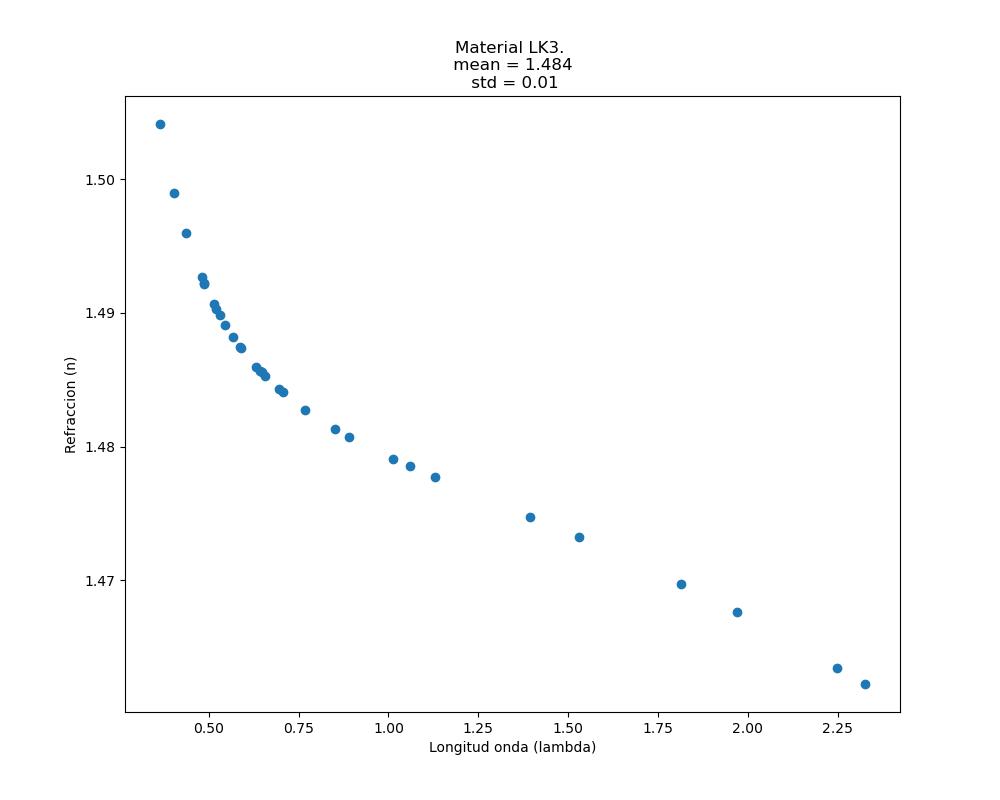 Material LK3.
mean = 1.484
std = 0.01
Refraccion (n)
1.50
1.49
1.48
1.47
0.50 0.75 1.00 1.25 1.50 1.75 2.00 2.25
Longitud onda (lambda)